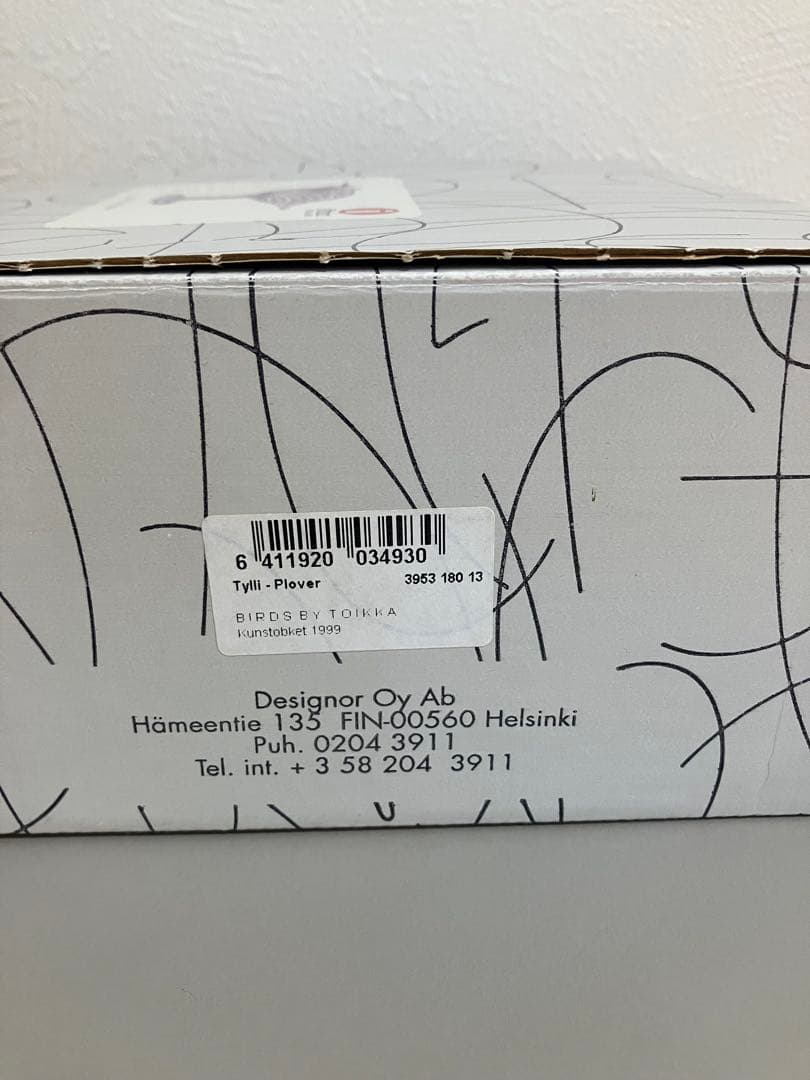 6 411920 034930
Tylli - Plover 3953 180 13
BIRDS BY TOIKKA
Kunstobket 1999
Designor Oy Ab
Hämeentie 135 FIN-00560 Helsinki
Puh. 0204 3911
Tel. int. + 3 58 204 3911